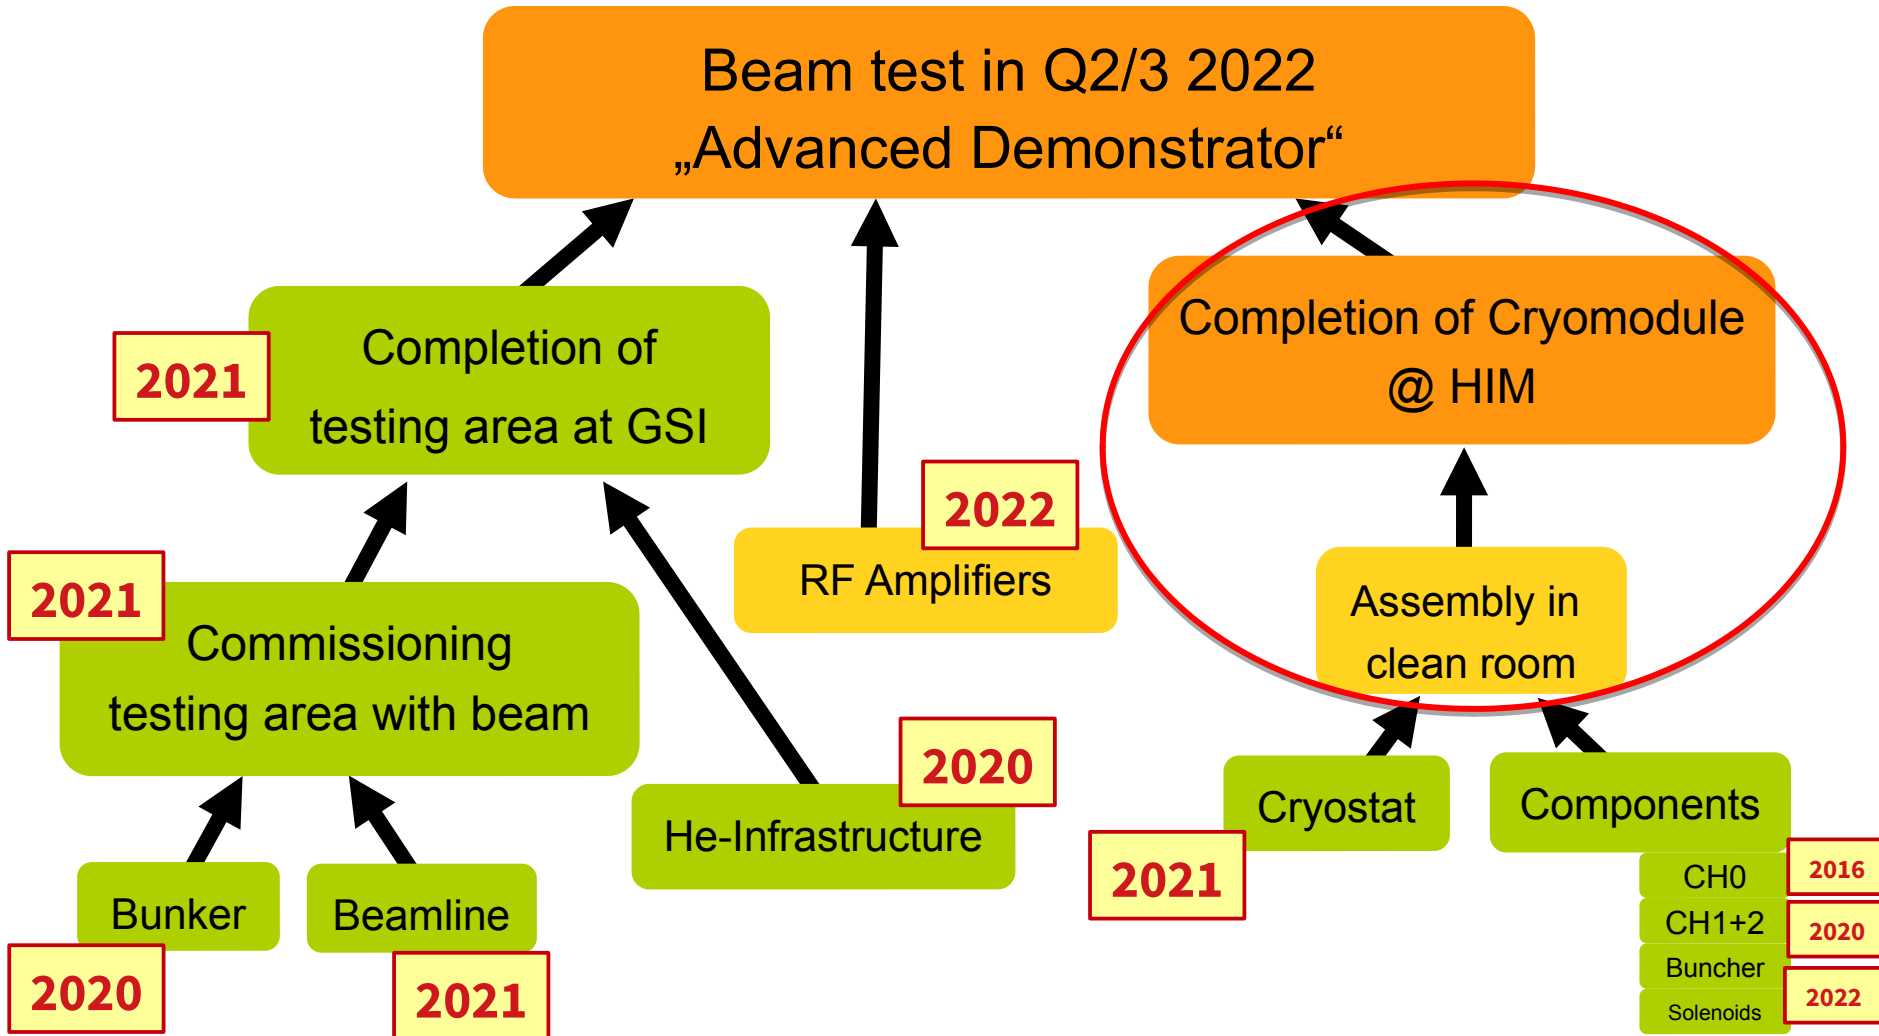 Beam test in Q2/3 2022
„Advanced Demonstrator“
Completion of
testing area at GSI
2021
Completion of Cryomodule
@ HIM
2022
RF Amplifiers
2021
Commissioning
testing area with beam
Assembly in
clean room
2020
He-Infrastructure
Cryostat
2021
Components
CH0
2016
CH1+2
2020
Buncher
Solenoids
2022
Bunker
2020
Beamline
2021